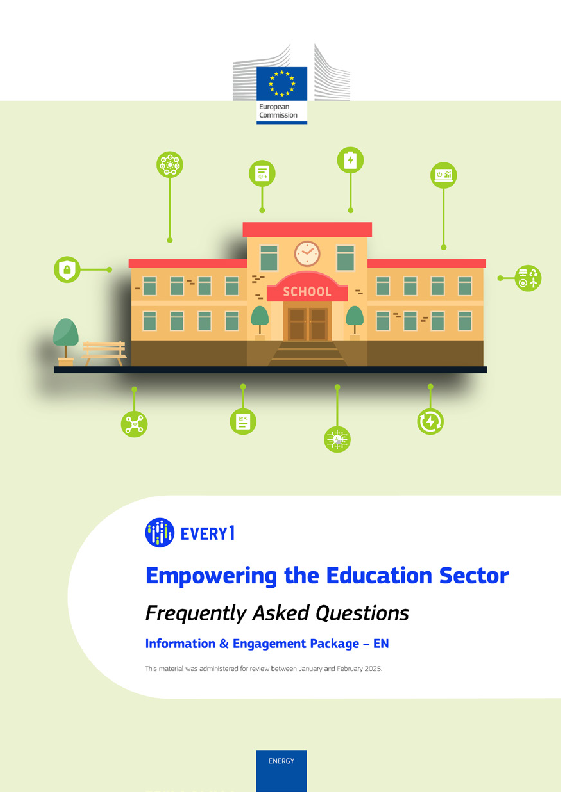 European
Commission
SCHOOL
EVERY1
Empowering the Education Sector
Frequently Asked Questions
Information & Engagement Package – EN
This material was administered for review between January and February 2025.
ENERGY